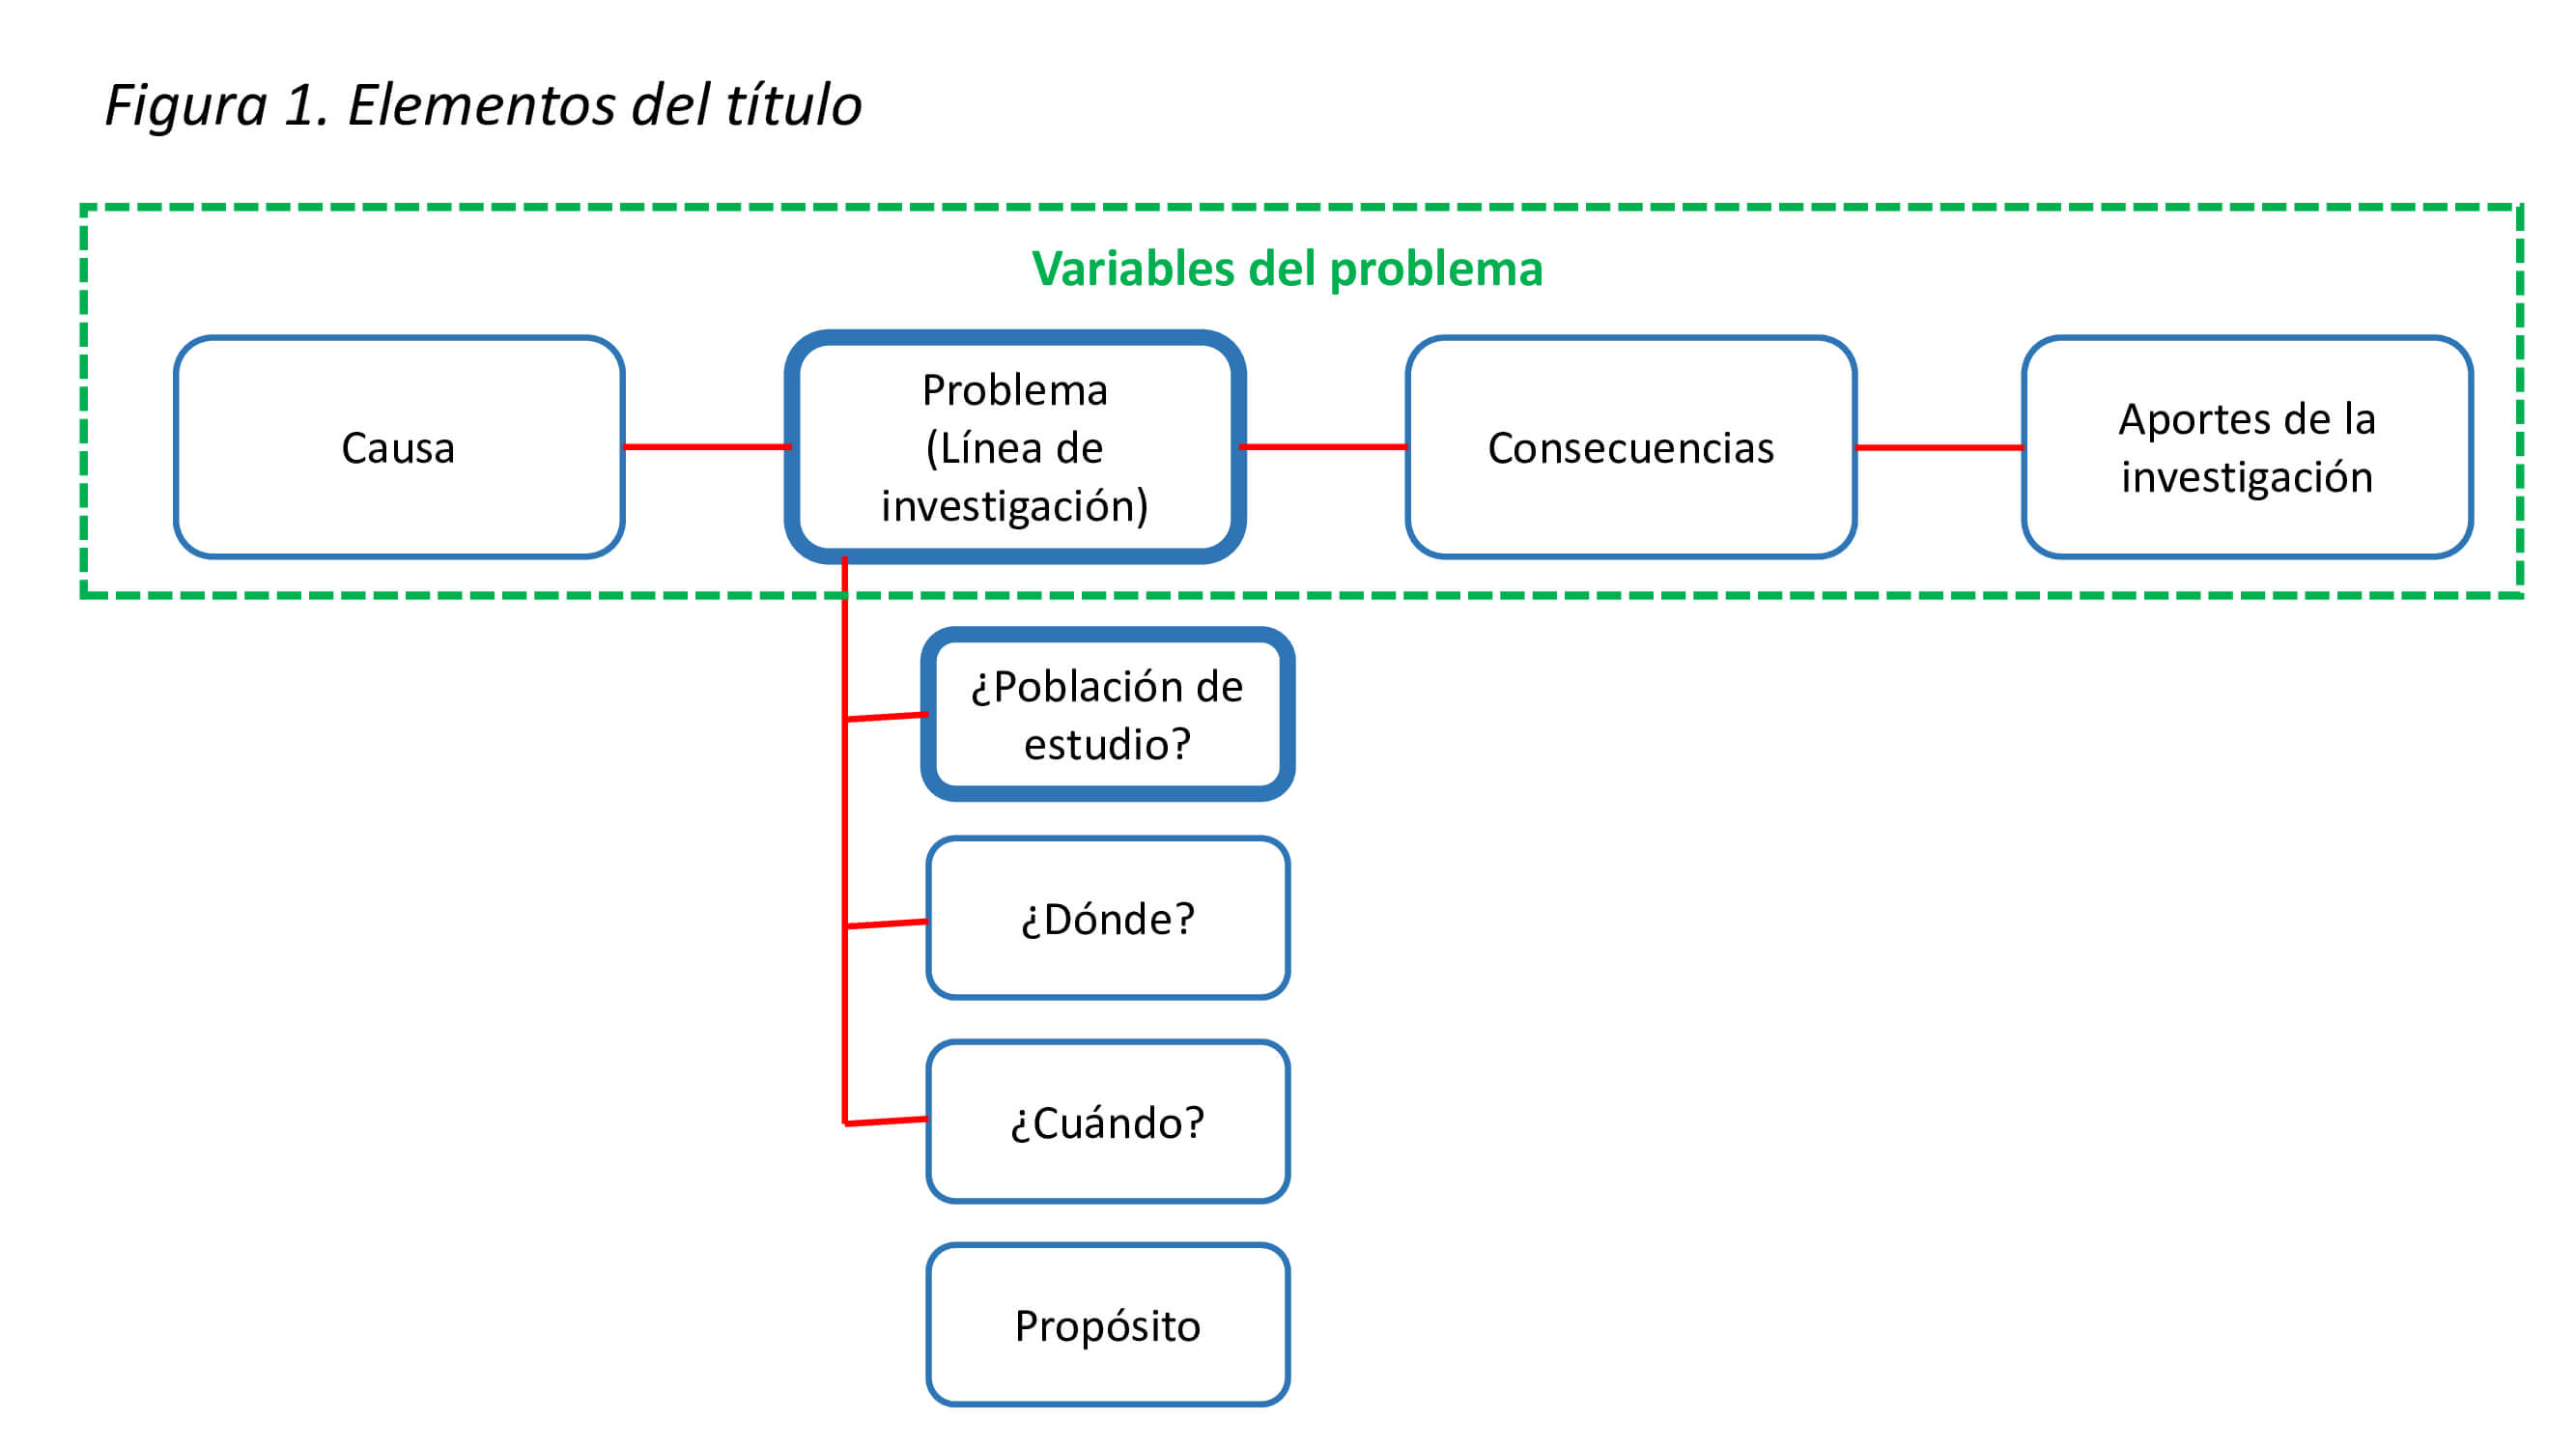 Figura 1. Elementos del título
Variables del problema
Causa
Problema
(Línea de
investigación)
Consecuencias
Aportes de la
investigación
¿Población de
estudio?
¿Dónde?
¿Cuándo?
Propósito